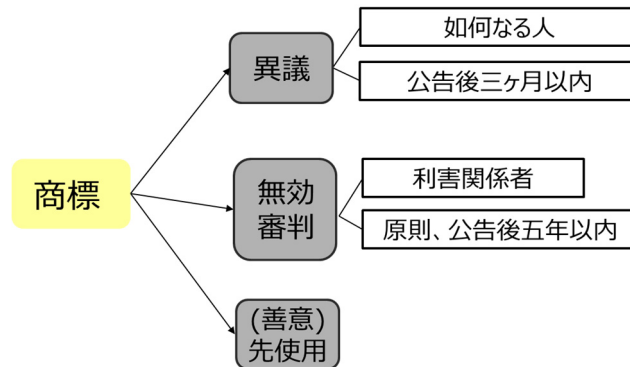 商標
異議
如何なる人
公告後三ヶ月以内
無効
審判
利害関係者
原則、公告後五年以内
(善意)
先使用